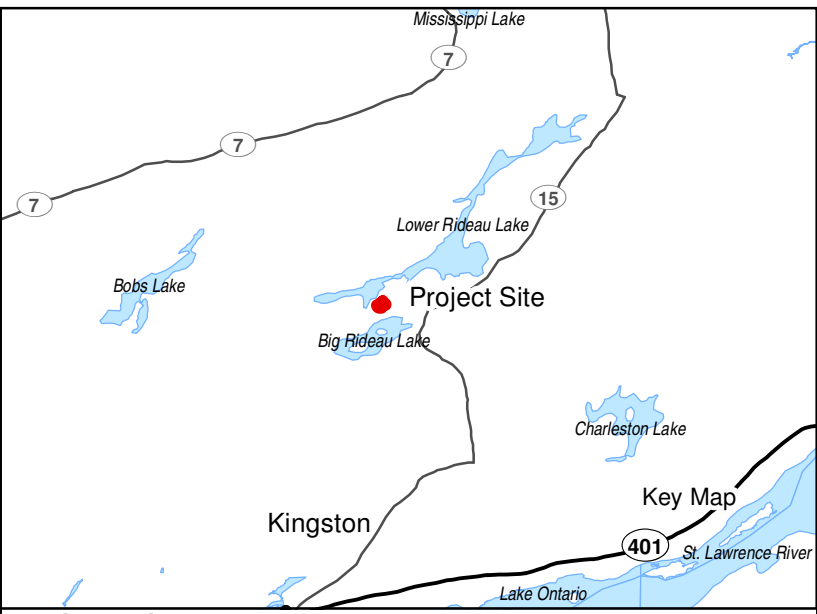 Mississippi Lake
7
7
7
15
Lower Rideau Lake
Bobs Lake
Project Site
Big Rideau Lake
Charleston Lake
Key Map
Kingston
401
St. Lawrence River
Lake Ontario